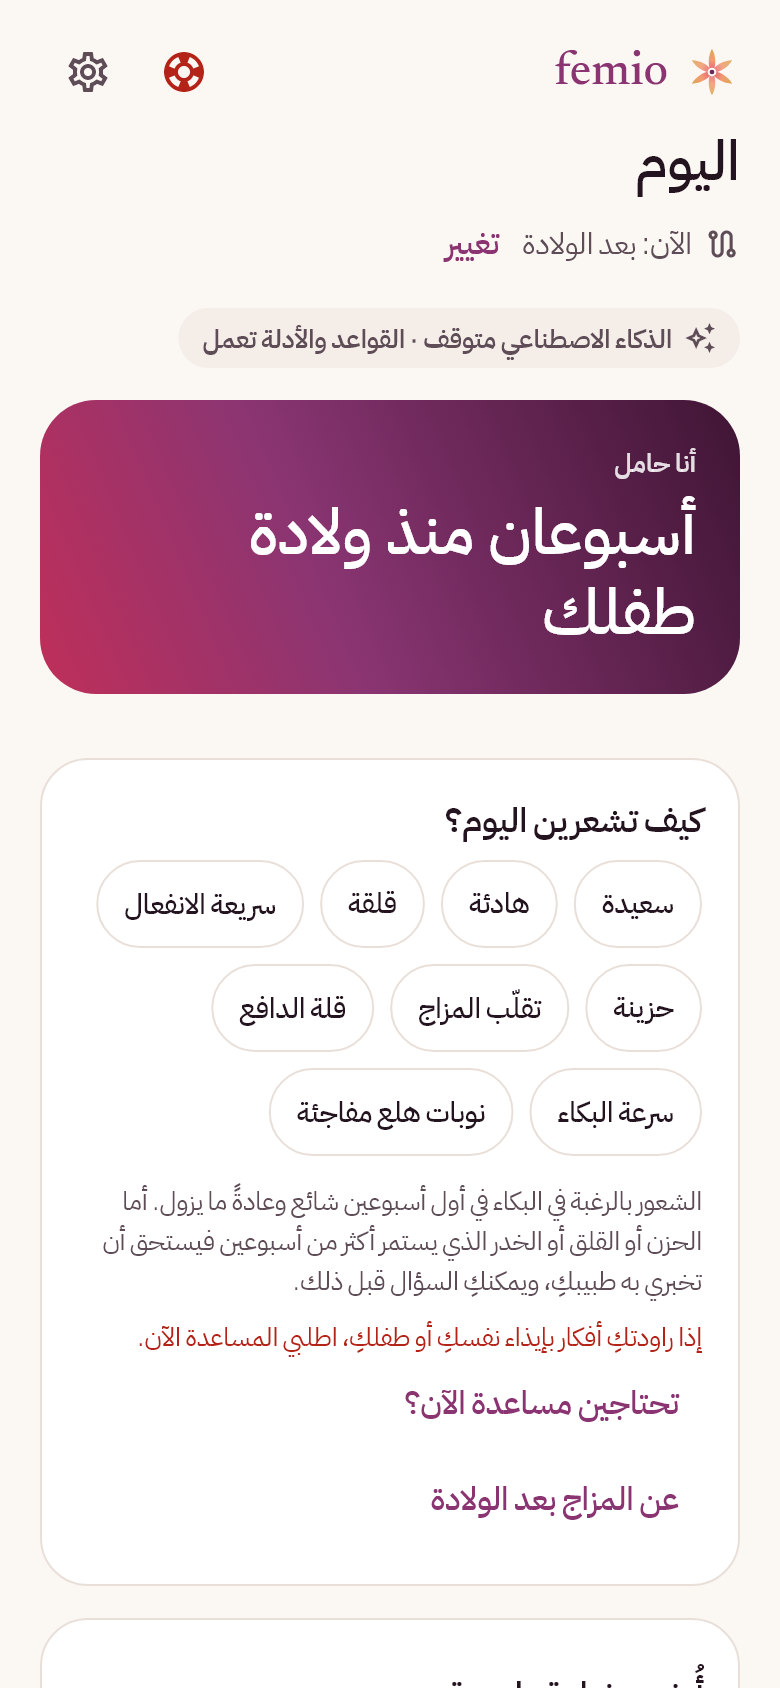 femio
اليوم
الآن: بعد الولادة تغيير
الذكاء الاصطناعي متوقف · القواعد والأدلة تعمل
أنا حامل
أسبوعان منذ ولادة
طفلك
كيف تشعرين اليوم؟
سعيدة هادئة قلقة سريعة الانفعال
حزينة تقلّب المزاج قلة الدافع
سرعة البكاء نوبات هلع مفاجئة
الشعور بالرغبة في البكاء في أول أسبوعين شائع وعادةً ما يزول. أما
الحزن أو القلق أو الخدر الذي يستمر أكثر من أسبوعين فيستحق أن
تخبري به طبيبكِ، ويمكنكِ السؤال قبل ذلك.
إذا راودتكِ أفكار بإيذاء نفسكِ أو طفلكِ، اطلبي المساعدة الآن.
تحتاجين مساعدة الآن؟
عن المزاج بعد الولادة